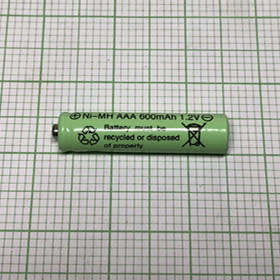 ⊕Ni-MH AAA 600mAh 1.2V⊖
Battery must be
recycled or disposed
of properly